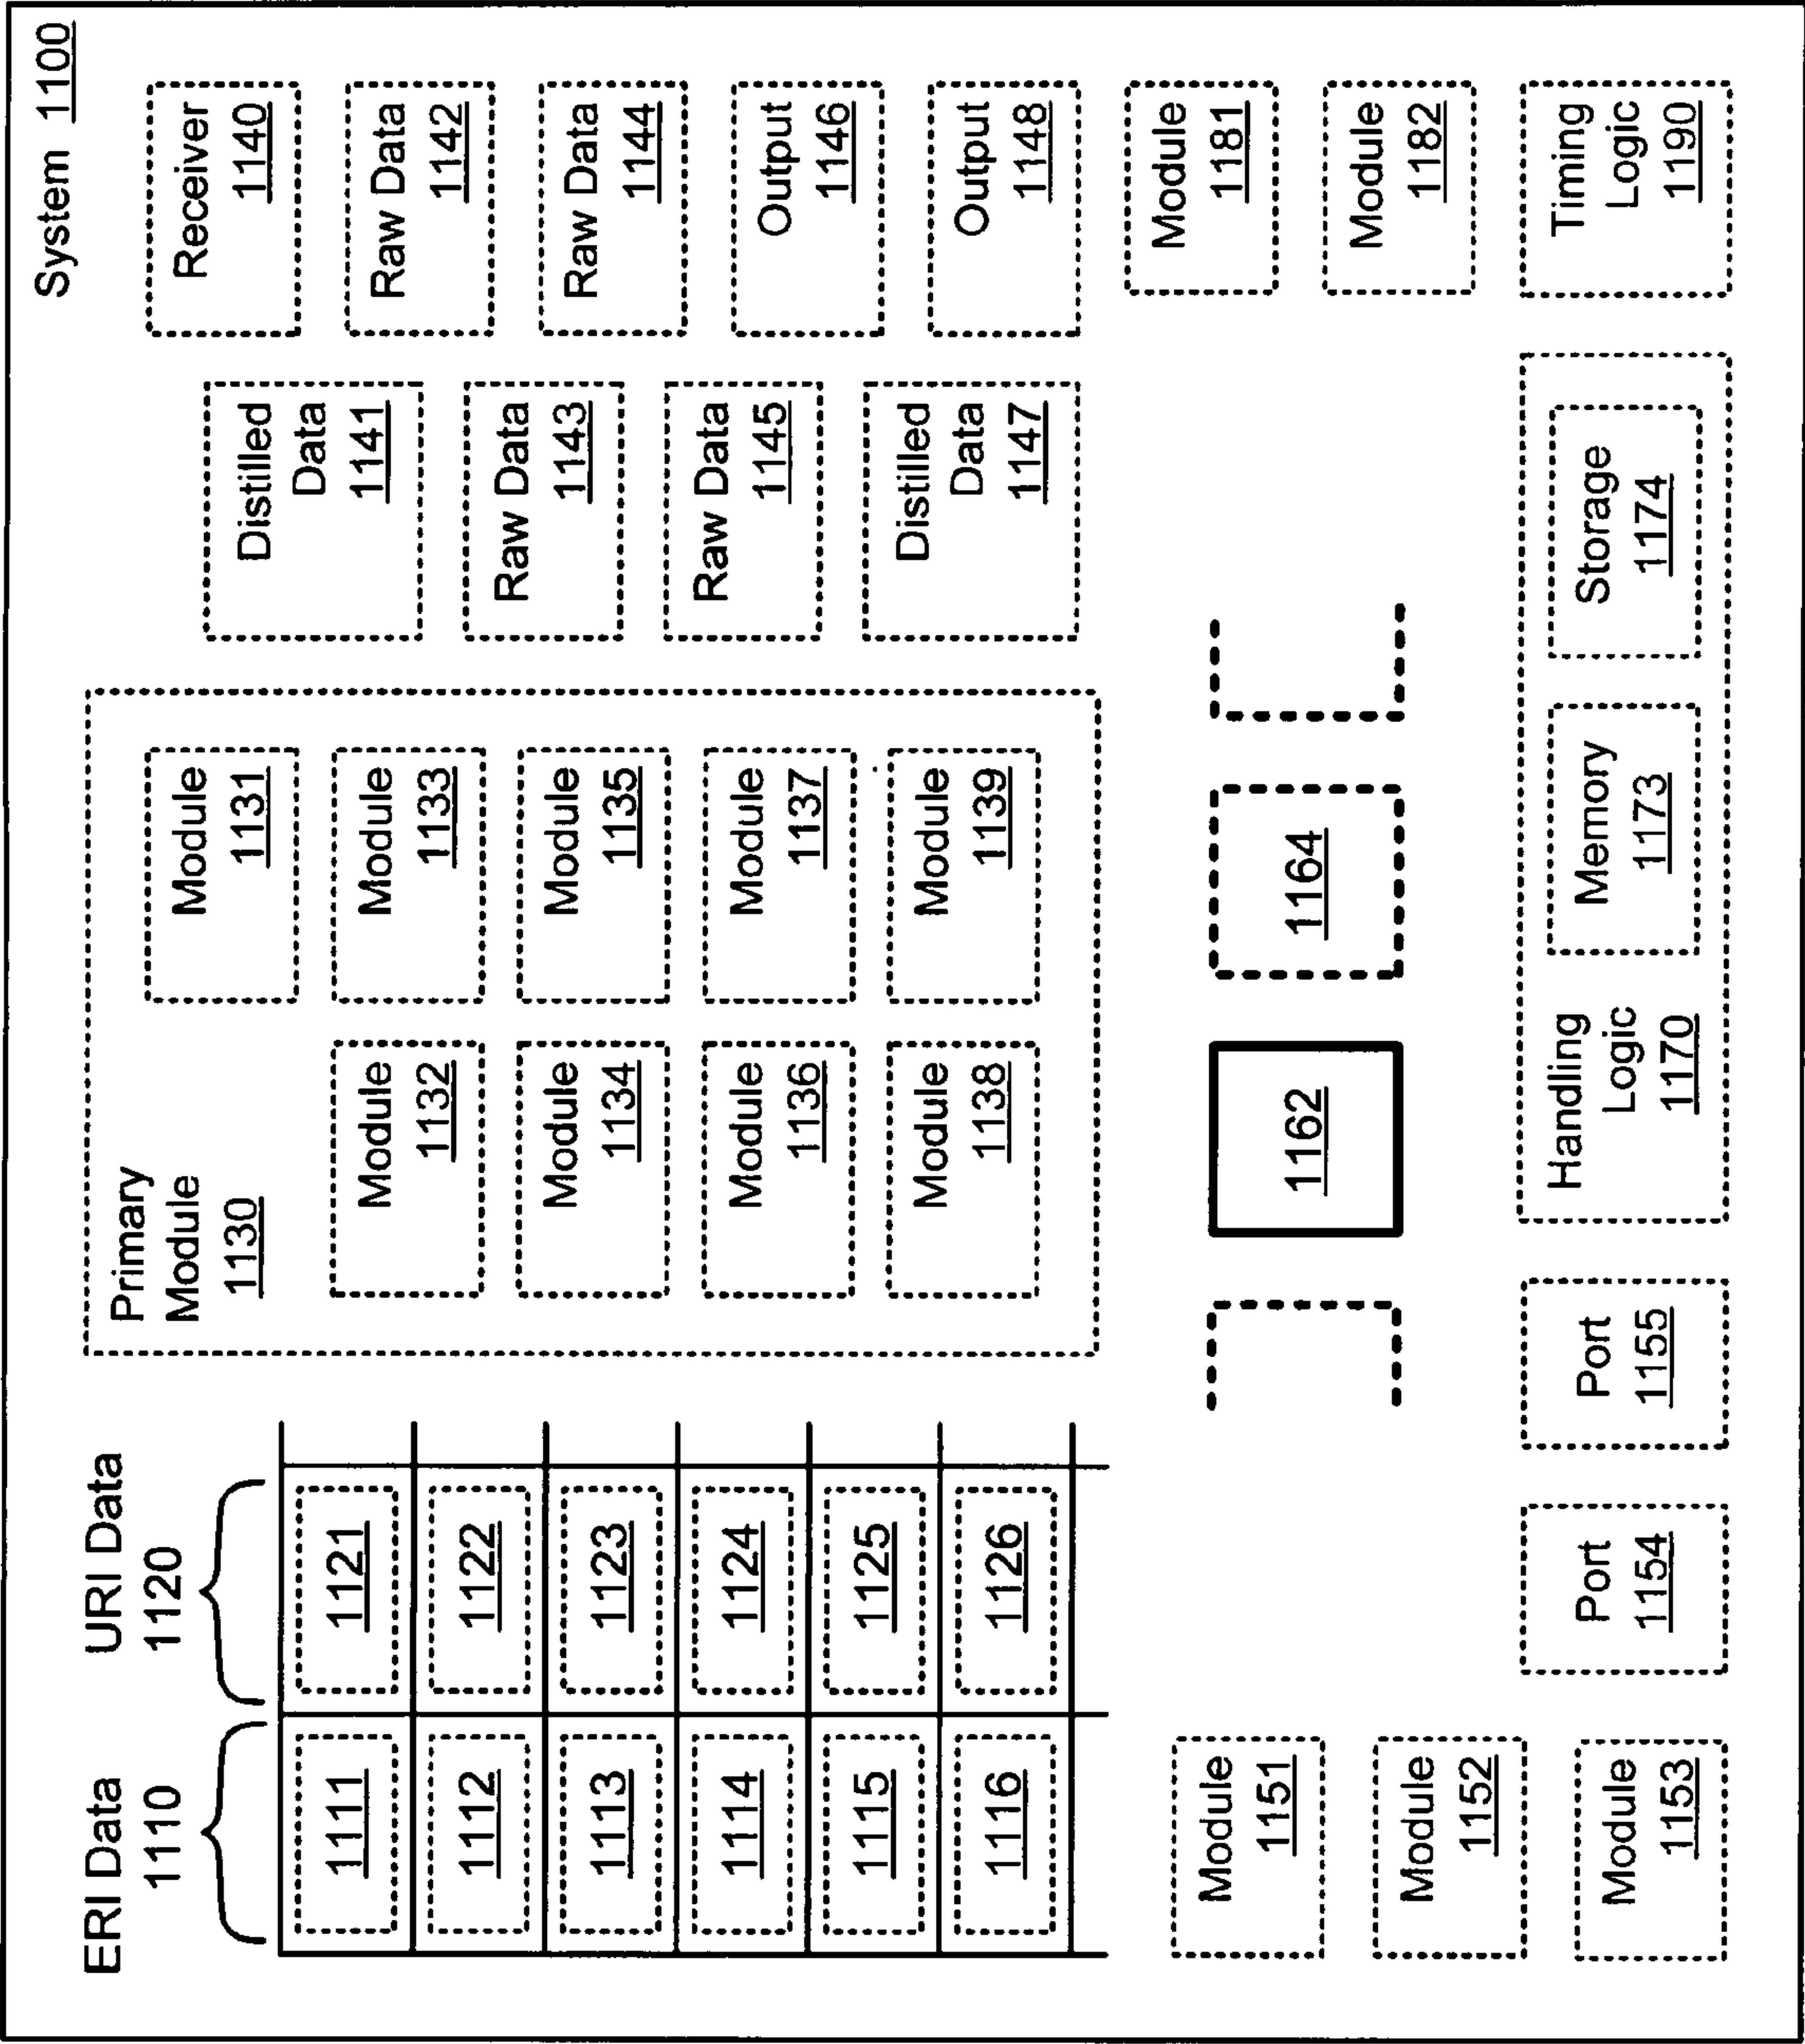 System 1100
ERI Data
1110
URI Data
1120
1111
1121
1112
1122
1113
1123
1114
1124
1115
1125
1116
1126
Primary
Module
1130
Module
1131
Module
1132
Module
1133
Module
1134
Module
1135
Module
1136
Module
1137
Module
1138
Module
1139
Receiver
1140
Distilled
Data
1141
Raw Data
1142
Raw Data
1143
Raw Data
1144
Raw Data
1145
Output
1146
Distilled
Data
1147
Output
1148
Module
1151
Module
1152
Module
1153
Port
1154
Port
1155
1162
1164
Handling
Logic
1170
Memory
1173
Storage
1174
Module
1181
Module
1182
Timing
Logic
1190